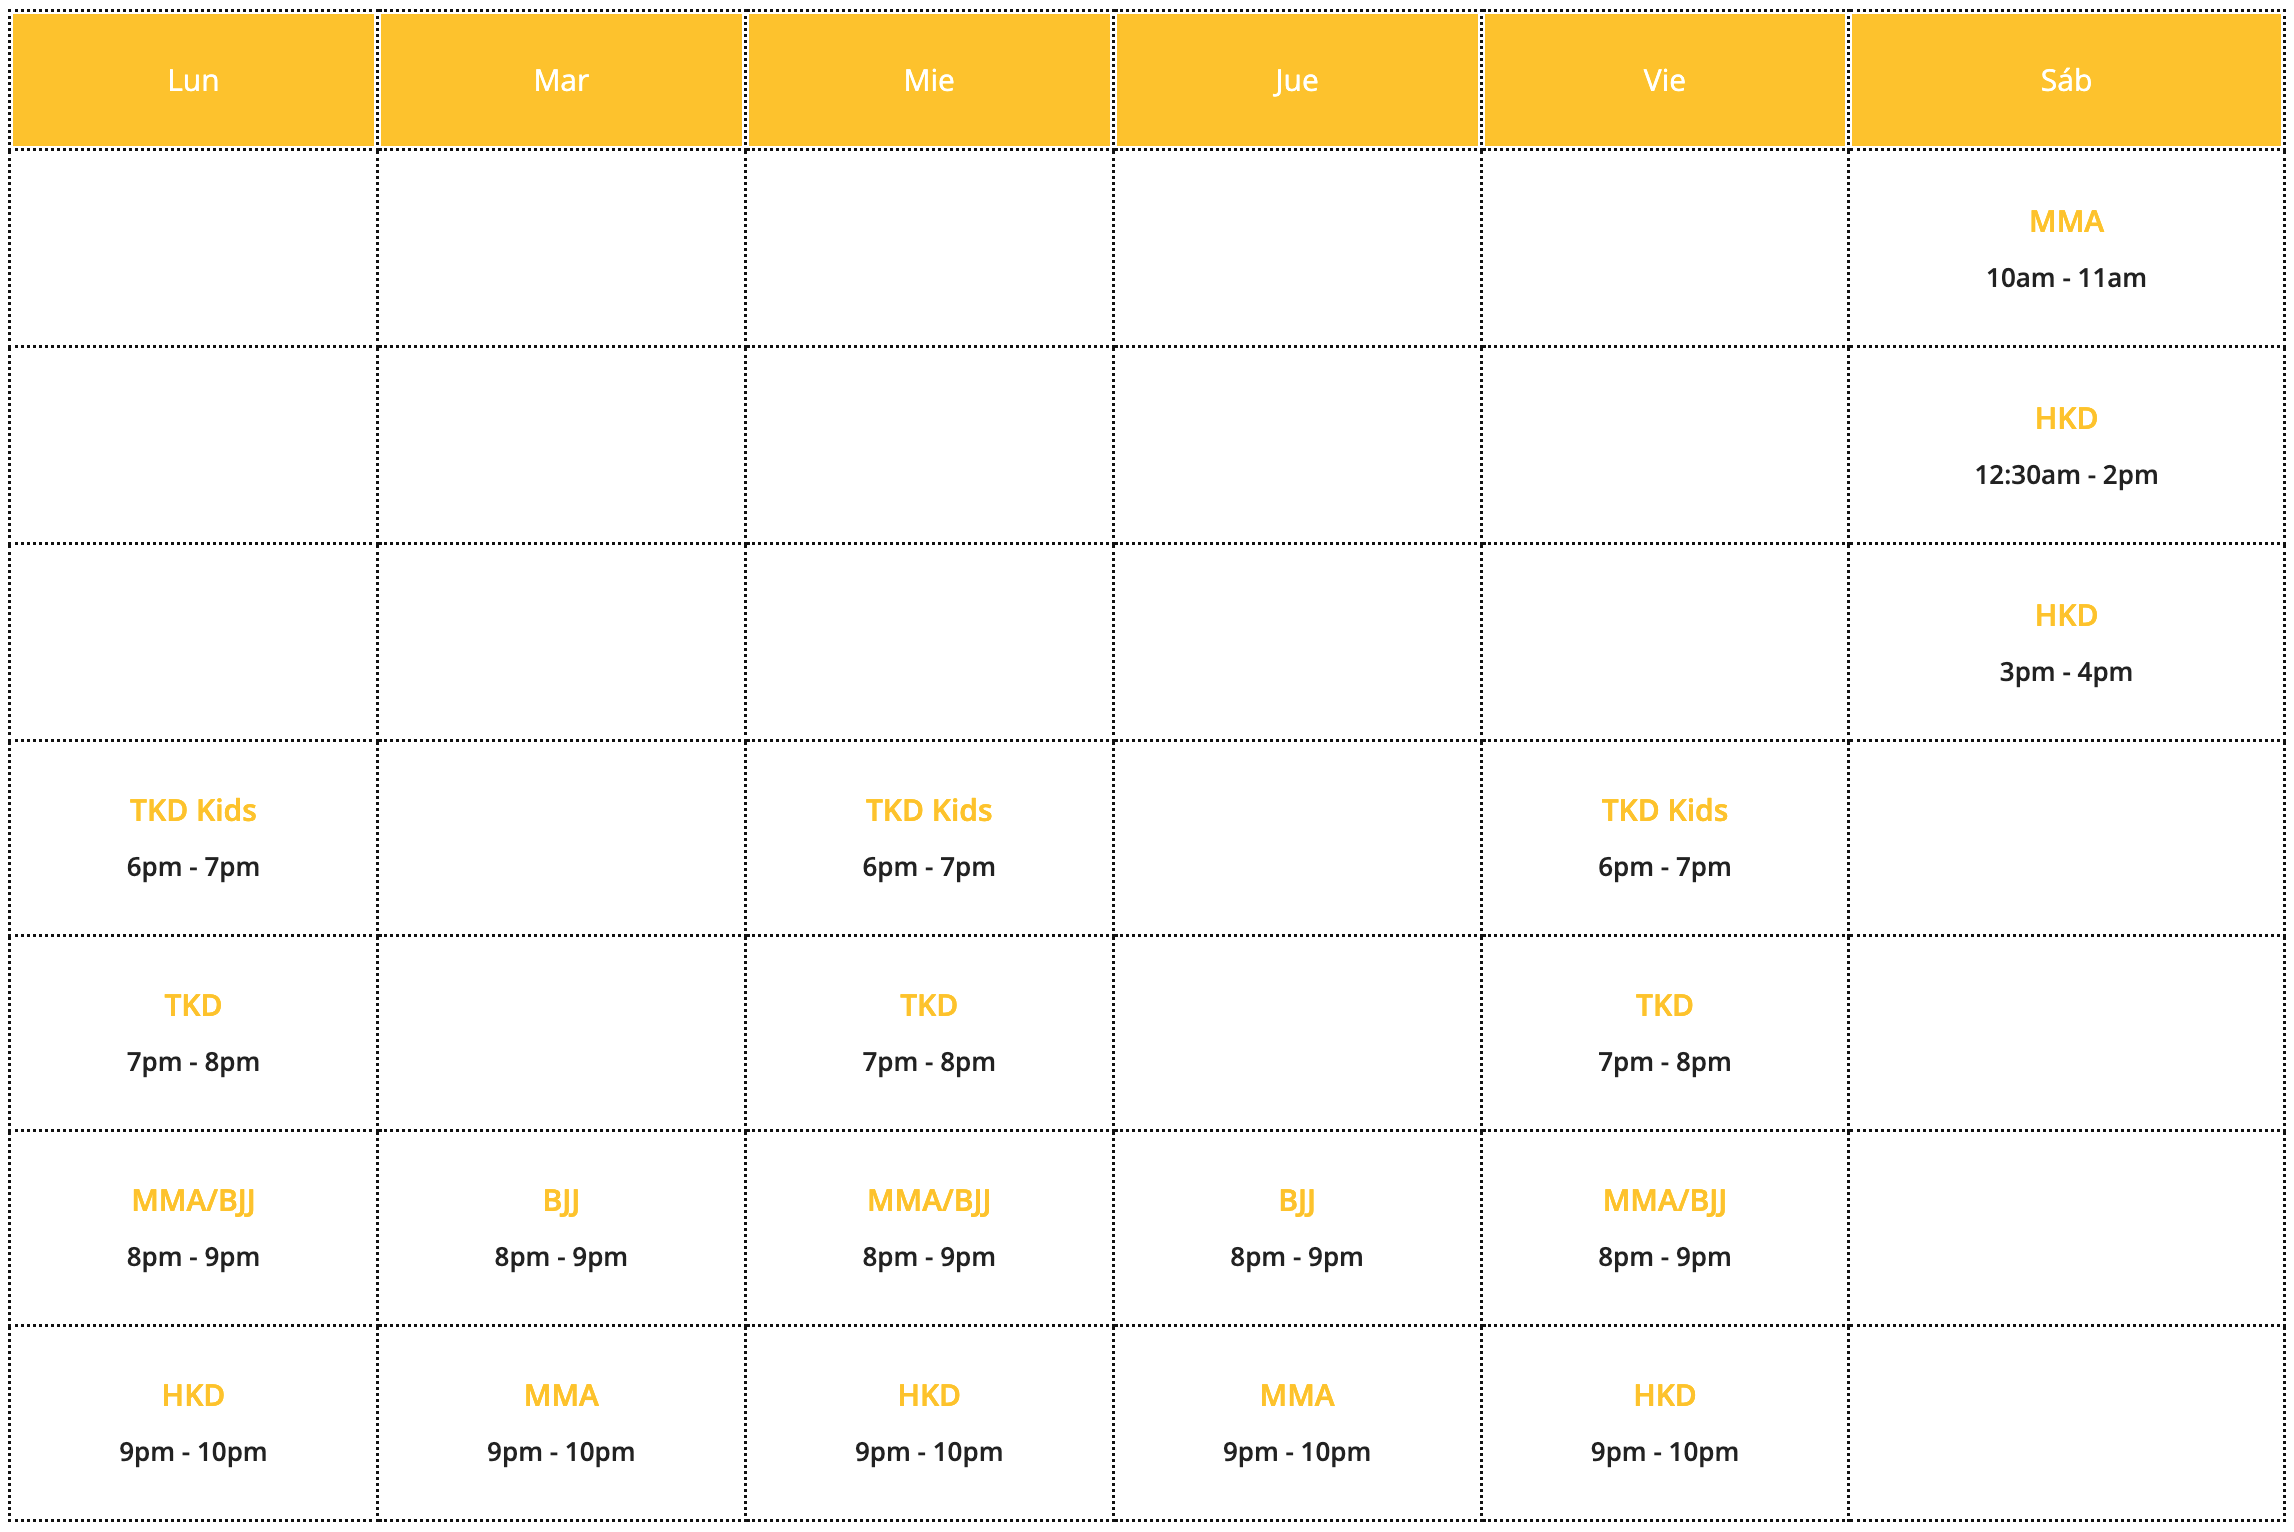 Lun Mar Mie Jue Vie Sáb
MMA
10am - 11am
HKD
12:30am - 2pm
HKD
3pm - 4pm
TKD Kids TKD Kids TKD Kids
6pm - 7pm 6pm - 7pm 6pm - 7pm
TKD TKD TKD
7pm - 8pm 7pm - 8pm 7pm - 8pm
MMA/BJJ BJJ MMA/BJJ BJJ MMA/BJJ
8pm - 9pm 8pm - 9pm 8pm - 9pm 8pm - 9pm 8pm - 9pm
HKD MMA HKD MMA HKD
9pm - 10pm 9pm - 10pm 9pm - 10pm 9pm - 10pm 9pm - 10pm